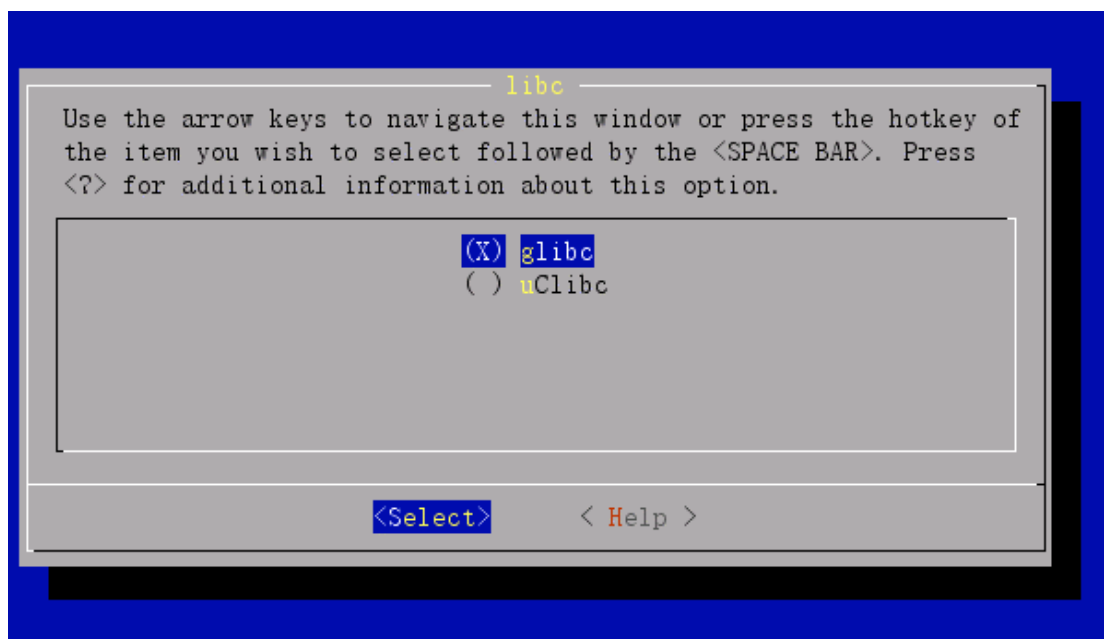 libc
Use the arrow keys to navigate this window or press the hotkey of
the item you wish to select followed by the <SPACE BAR>. Press
<?> for additional information about this option.
(X) glibc
( ) uClibc
<Select> < Help >